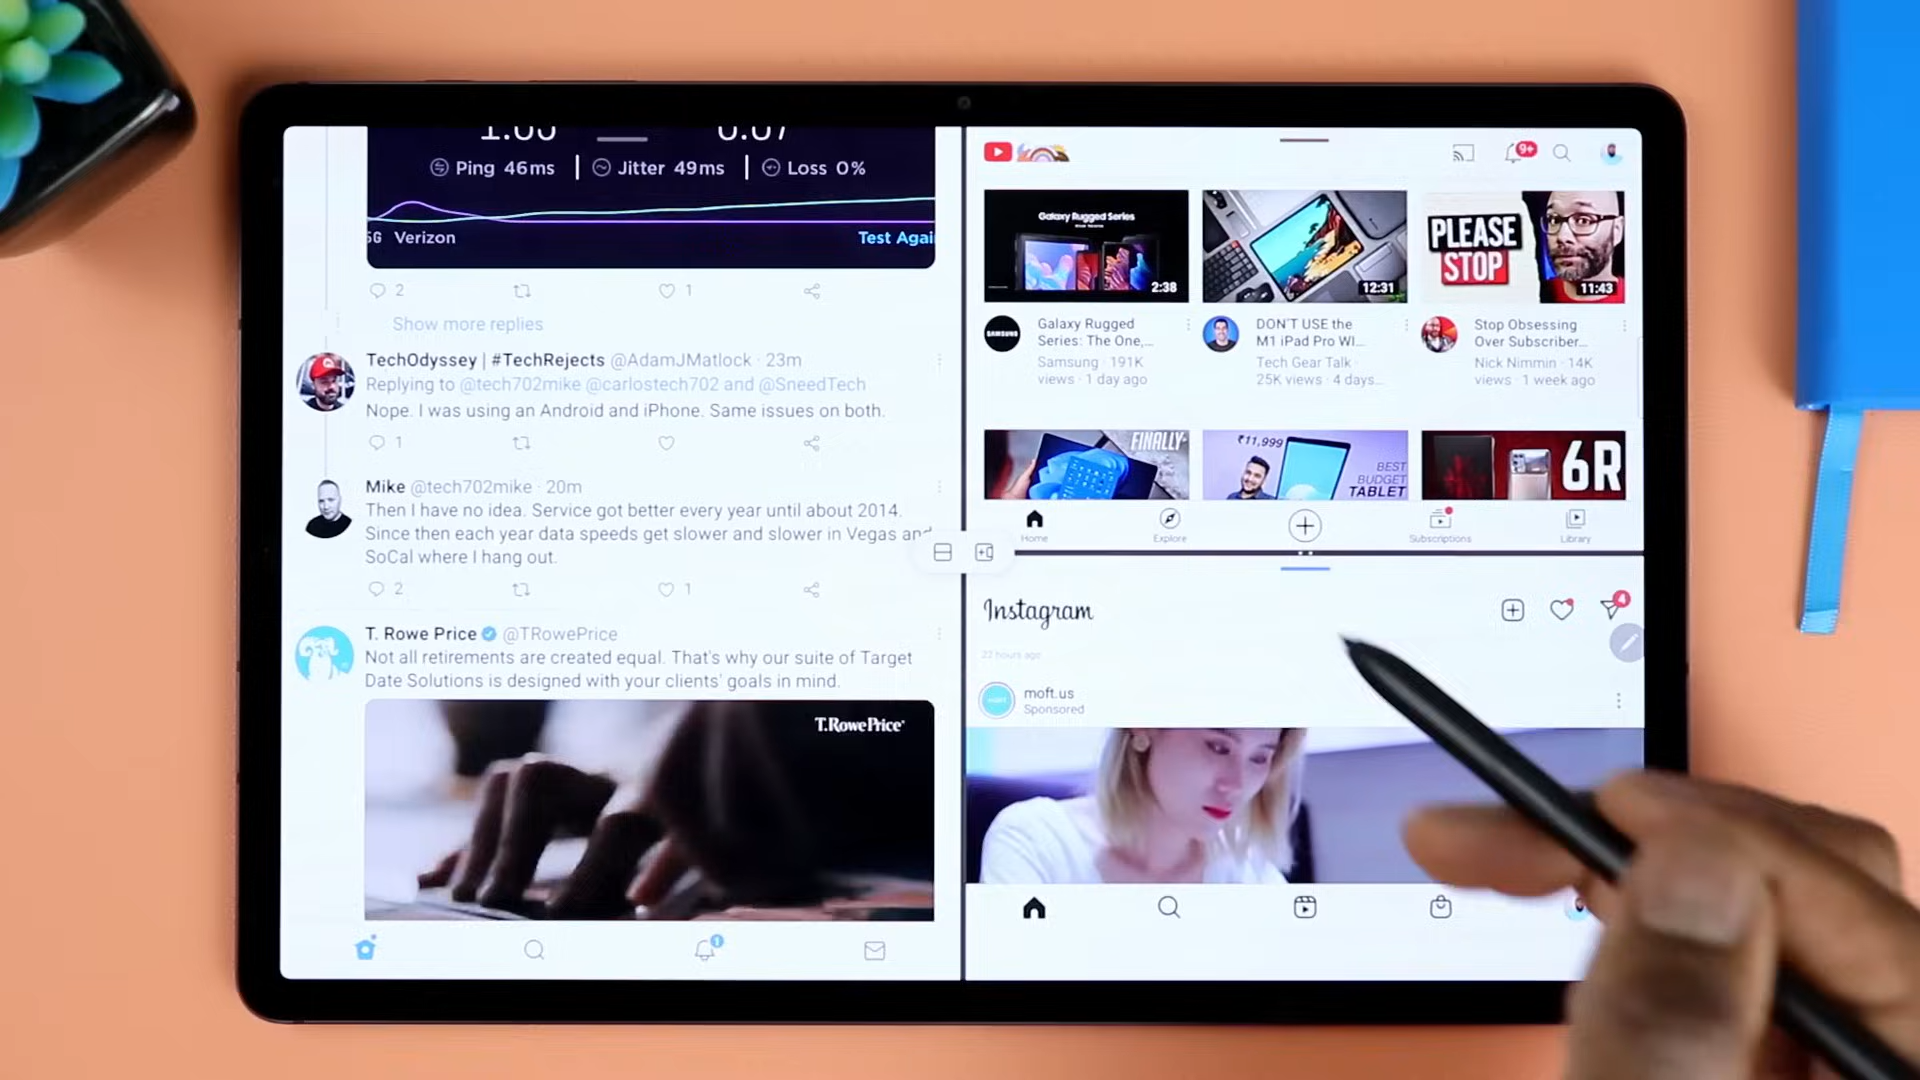 Ping 46ms
Jitter 49ms
Loss 0%
5G Verizon
Test Agai
2
1
Show more replies
TechOdyssey | #TechRejects @AdamJMatlock · 23m
Replying to @tech702mike @carlostech702 and @SneedTech
Nope. I was using an Android and iPhone. Same issues on both.
1
Mike @tech702mike · 20m
Then I have no idea. Service got better every year until about 2014.
Since then each year data speeds get slower and slower in Vegas and
SoCal where I hang out.
2
1
T. Rowe Price @TRowePrice
Not all retirements are created equal. That's why our suite of Target
Date Solutions is designed with your clients' goals in mind.
T.RowePrice
1
9+
Galaxy Rugged Series
2:38
12:31
PLEASE
STOP
11:43
SAMSUNG
Galaxy Rugged
Series: The One,...
Samsung · 191K
views · 1 day ago
DON'T USE the
M1 iPad Pro WI...
Tech Gear Talk ·
25K views · 4 days...
Stop Obsessing
Over Subscriber...
Nick Nimmin · 14K
views · 1 week ago
FINALLY
₹11,999
BEST
BUDGET
TABLET
6R
Home
Explore
Subscriptions
Library
Instagram
4
22 hours ago
moft.us
Sponsored